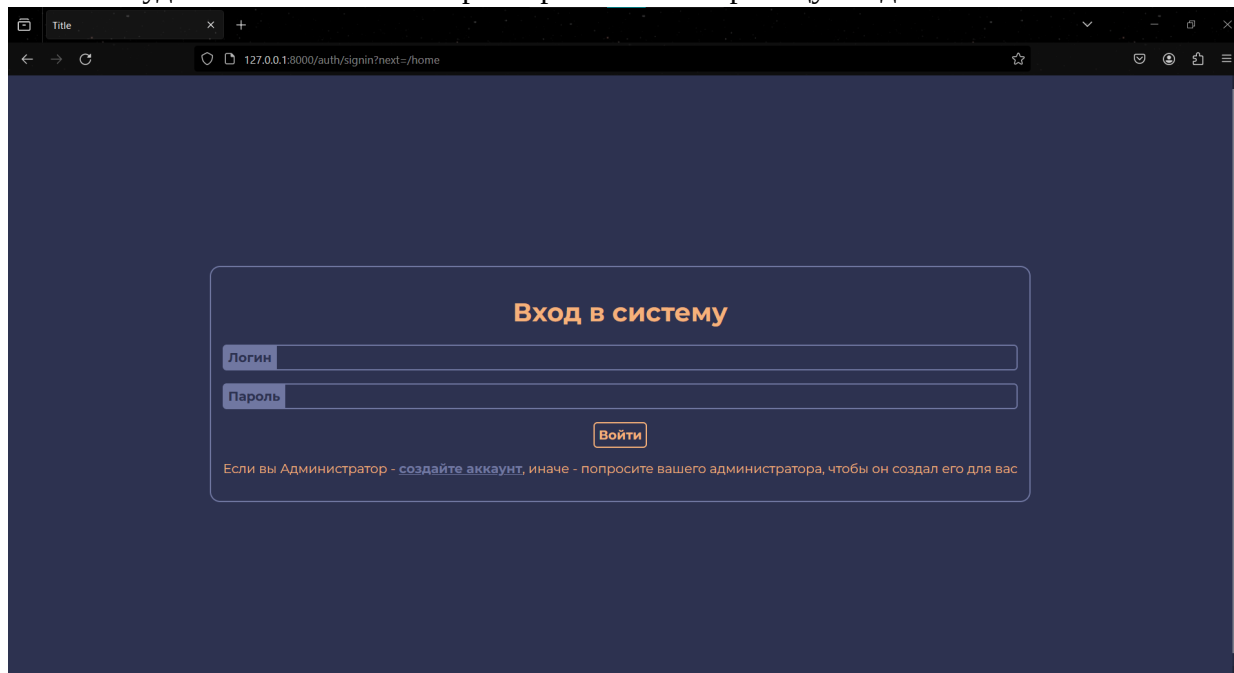 Title
127.0.0.1:8000/auth/signin?next=/home
Вход в систему
Логин
Пароль
Войти
Если вы Администратор - создайте аккаунт, иначе - попросите вашего администратора, чтобы он создал его для вас